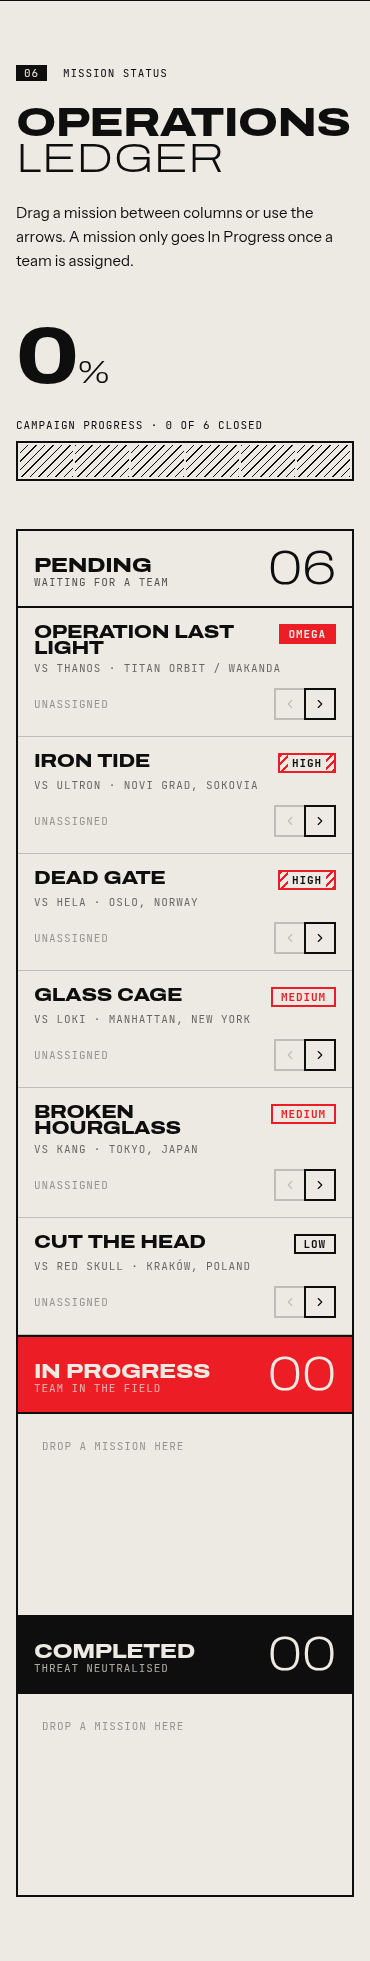 06 MISSION STATUS
OPERATIONS
LEDGER
Drag a mission between columns or use the
arrows. A mission only goes In Progress once a
team is assigned.
0%
CAMPAIGN PROGRESS · 0 OF 6 CLOSED
PENDING 06
WAITING FOR A TEAM
OPERATION LAST
LIGHT
OMEGA
VS THANOS · TITAN ORBIT / WAKANDA
UNASSIGNED ‹ ›
IRON TIDE HIGH
VS ULTRON · NOVI GRAD, SOKOVIA
UNASSIGNED ‹ ›
DEAD GATE HIGH
VS HELA · OSLO, NORWAY
UNASSIGNED ‹ ›
GLASS CAGE MEDIUM
VS LOKI · MANHATTAN, NEW YORK
UNASSIGNED ‹ ›
BROKEN
HOURGLASS
MEDIUM
VS KANG · TOKYO, JAPAN
UNASSIGNED ‹ ›
CUT THE HEAD LOW
VS RED SKULL · KRAKÓW, POLAND
UNASSIGNED ‹ ›
IN PROGRESS 00
TEAM IN THE FIELD
DROP A MISSION HERE
COMPLETED 00
THREAT NEUTRALISED
DROP A MISSION HERE